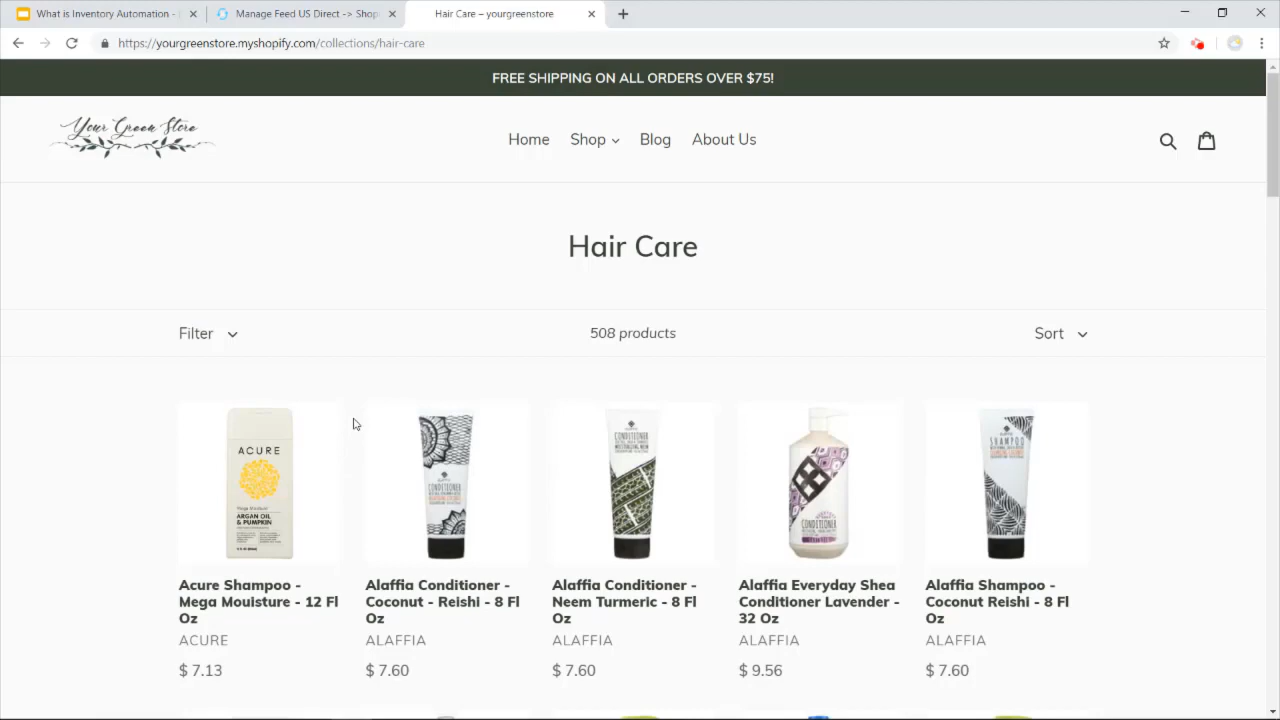 What is Inventory Automation -
Manage Feed US Direct -> Shop
Hair Care – yourgreenstore
https://yourgreenstore.myshopify.com/collections/hair-care
FREE SHIPPING ON ALL ORDERS OVER $75!
Your Green Store
Home Shop Blog About Us
Hair Care
Filter 508 products Sort
ACURE
Mega Moisture
ARGAN OIL
& PUMPKIN
CONDITIONER
CONDITIONER
CONDITIONER
SHAMPOO
Acure Shampoo -
Mega Mouisture - 12 Fl
Oz
ACURE
$ 7.13
Alaffia Conditioner -
Coconut - Reishi - 8 Fl
Oz
ALAFFIA
$ 7.60
Alaffia Conditioner -
Neem Turmeric - 8 Fl
Oz
ALAFFIA
$ 7.60
Alaffia Everyday Shea
Conditioner Lavender -
32 Oz
ALAFFIA
$ 9.56
Alaffia Shampoo -
Coconut Reishi - 8 Fl
Oz
ALAFFIA
$ 7.60